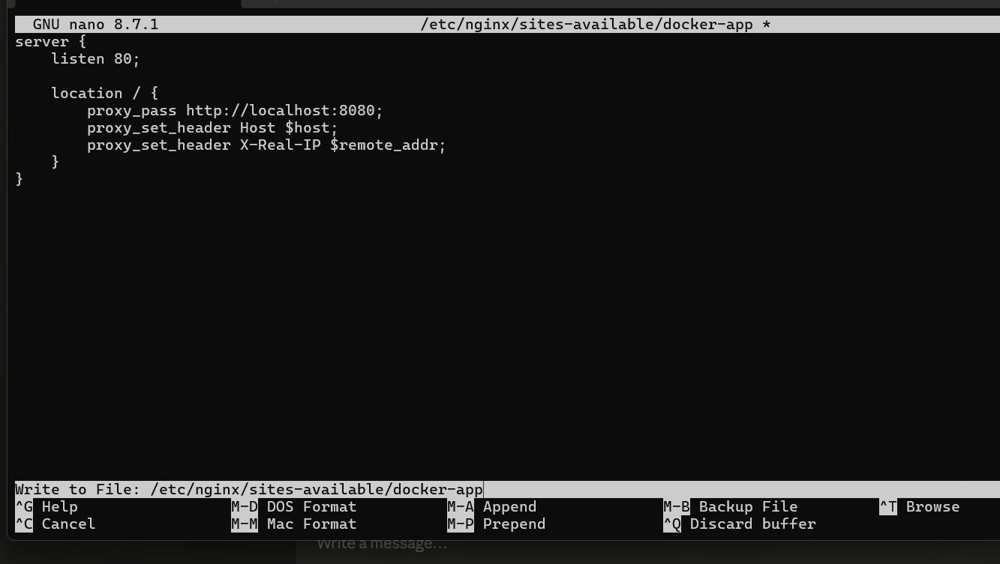 GNU nano 8.7.1 /etc/nginx/sites-available/docker-app *
server {
    listen 80;

    location / {
        proxy_pass http://localhost:8080;
        proxy_set_header Host $host;
        proxy_set_header X-Real-IP $remote_addr;
    }
}
Write to File: /etc/nginx/sites-available/docker-app
^G Help M-D DOS Format M-A Append M-B Backup File ^T Browse
^C Cancel M-M Mac Format M-P Prepend ^Q Discard buffer
Write a message...